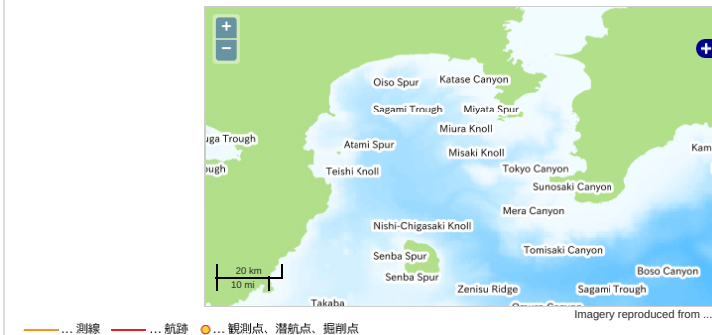 +
−
+
Oiso Spur
Katase Canyon
Sagami Trough
Miyata Spur
Miura Knoll
uga Trough
Atami Spur
Kam
Misaki Knoll
ough
Teishi Knoll
Tokyo Canyon
Sunosaki Canyon
Mera Canyon
Nishi-Chigasaki Knoll
Tomisaki Canyon
Senba Spur
Boso Canyon
20 km
Senba Spur
10 mi
Zenisu Ridge
Sagami Trough
Takaba
Imagery reproduced from ...
... 測線
... 航跡
... 観測点、潜航点、掘削点